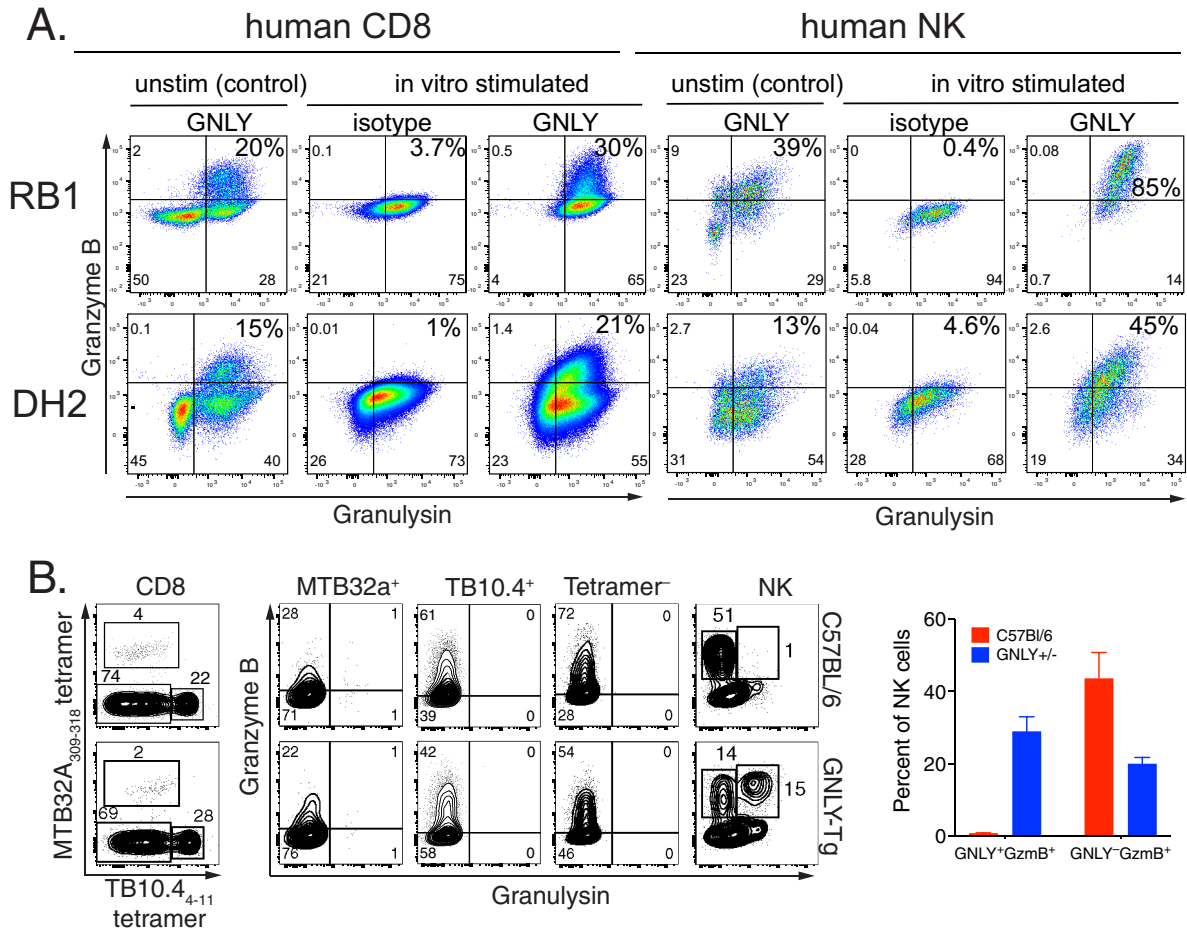 A.
human CD8 human NK
unstim (control) in vitro stimulated unstim (control) in vitro stimulated
GNLY isotype GNLY GNLY isotype GNLY
RB1
2 20% 0.1 3.7% 0.5 30% 9 39% 0 0.4% 0.08
85%
50 28 21 75 4 65 23 29 5.8 94 0.7 14
DH2
0.1 15% 0.01 1% 1.4 21% 2.7 13% 0.04 4.6% 2.6 45%
45 40 26 73 23 55 31 54 28 68 19 34
Granzyme B
Granulysin Granulysin
B.
CD8 MTB32a⁺ TB10.4⁺ Tetramer⁻ NK
4 28 1 61 0 72 0 51
1
74 22
71 1 39 0 28 0
C57BL/6
2 22 1 42 0 54 0 14
15
69 28
76 1 58 0 46 0
GNLY-Tg
MTB32A₃₀₉₋₃₁₈ tetramer
TB10.4₄₋₁₁
tetramer
Granzyme B
Granulysin
60
40
20
0
Percent of NK cells
C57Bl/6
GNLY+/-
GNLY⁺GzmB⁺ GNLY⁻GzmB⁺